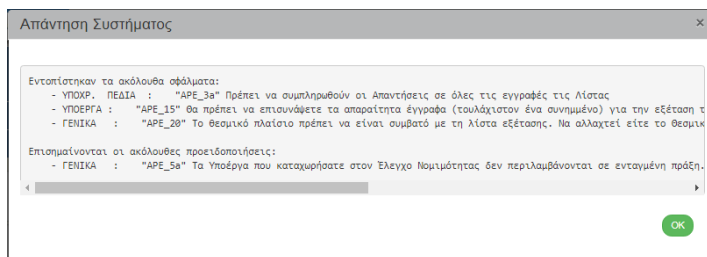 Απάντηση Συστήματος ×
Εντοπίστηκαν τα ακόλουθα σφάλματα:
- ΥΠΟΧΡ. ΠΕΔΙΑ : "APE_3a" Πρέπει να συμπληρωθούν οι Απαντήσεις σε όλες τις εγγραφές τις Λίστας
- ΥΠΟΕΡΓΑ : "APE_15" Θα πρέπει να επισυνάψετε τα απαραίτητα έγγραφα (τουλάχιστον ένα συνημμένο) για την εξέταση τ
- ΓΕΝΙΚΑ : "APE_20" Το θεσμικό πλαίσιο πρέπει να είναι συμβατό με τη λίστα εξέτασης. Να αλλαχτεί είτε το Θεσμικ
Επισημαίνονται οι ακόλουθες προειδοποιήσεις:
- ΓΕΝΙΚΑ : "APE_5a" Τα Υποέργα που καταχωρήσατε στον Έλεγχο Νομιμότητας δεν περιλαμβάνονται σε ενταγμένη πράξη.
OK